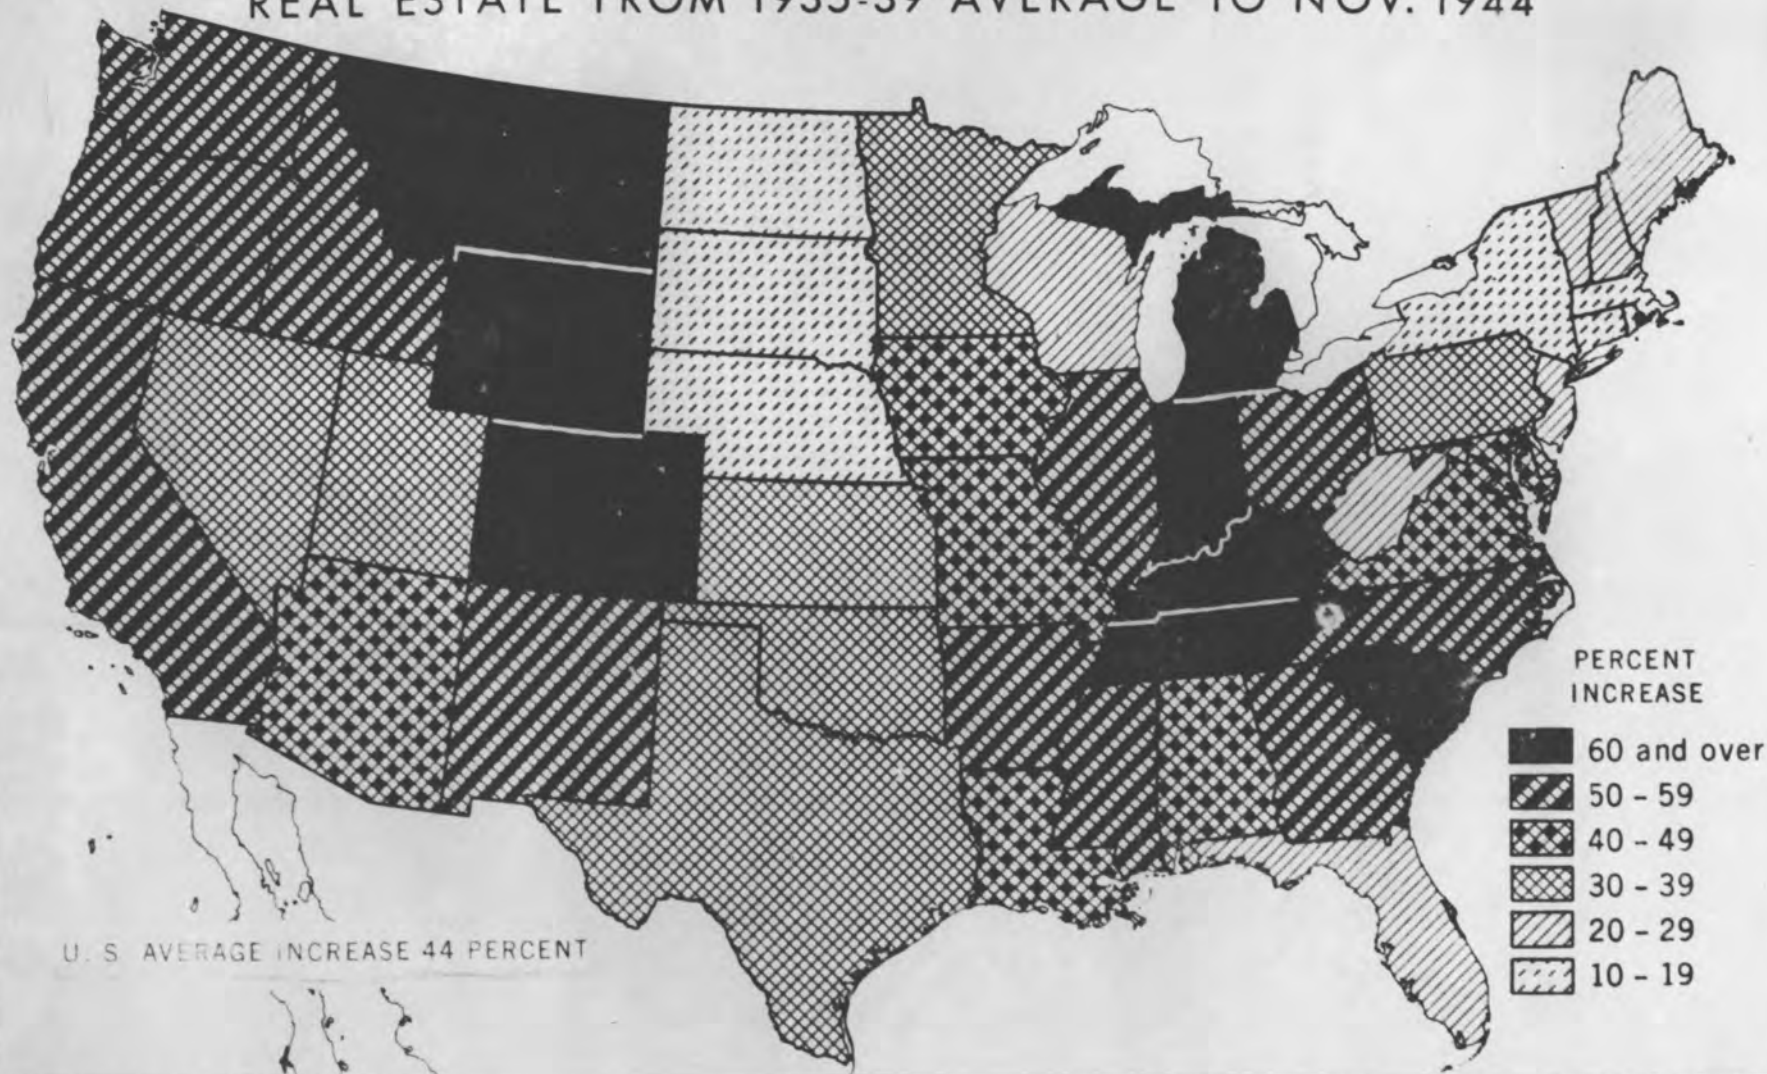 REAL ESTATE FROM 1935-39 AVERAGE TO NOV. 1944
PERCENT
INCREASE
60 and over
50 - 59
40 - 49
30 - 39
20 - 29
10 - 19
U. S. AVERAGE INCREASE 44 PERCENT